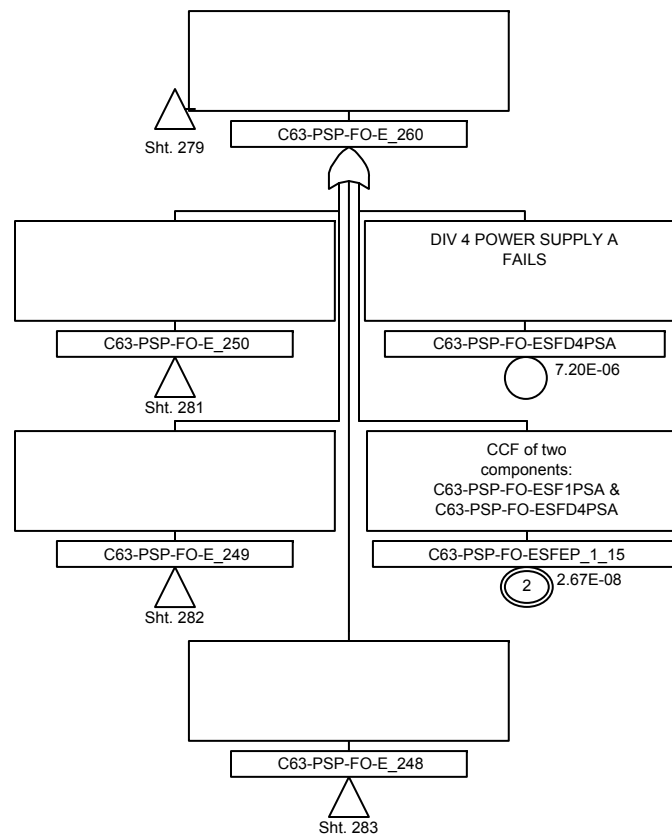 Sht. 279
C63-PSP-FO-E_260
C63-PSP-FO-E_250
Sht. 281
DIV 4 POWER SUPPLY A
FAILS
C63-PSP-FO-ESFD4PSA
7.20E-06
C63-PSP-FO-E_249
Sht. 282
CCF of two
components:
C63-PSP-FO-ESF1PSA &
C63-PSP-FO-ESFD4PSA
C63-PSP-FO-ESFEP_1_15
2
2.67E-08
C63-PSP-FO-E_248
Sht. 283